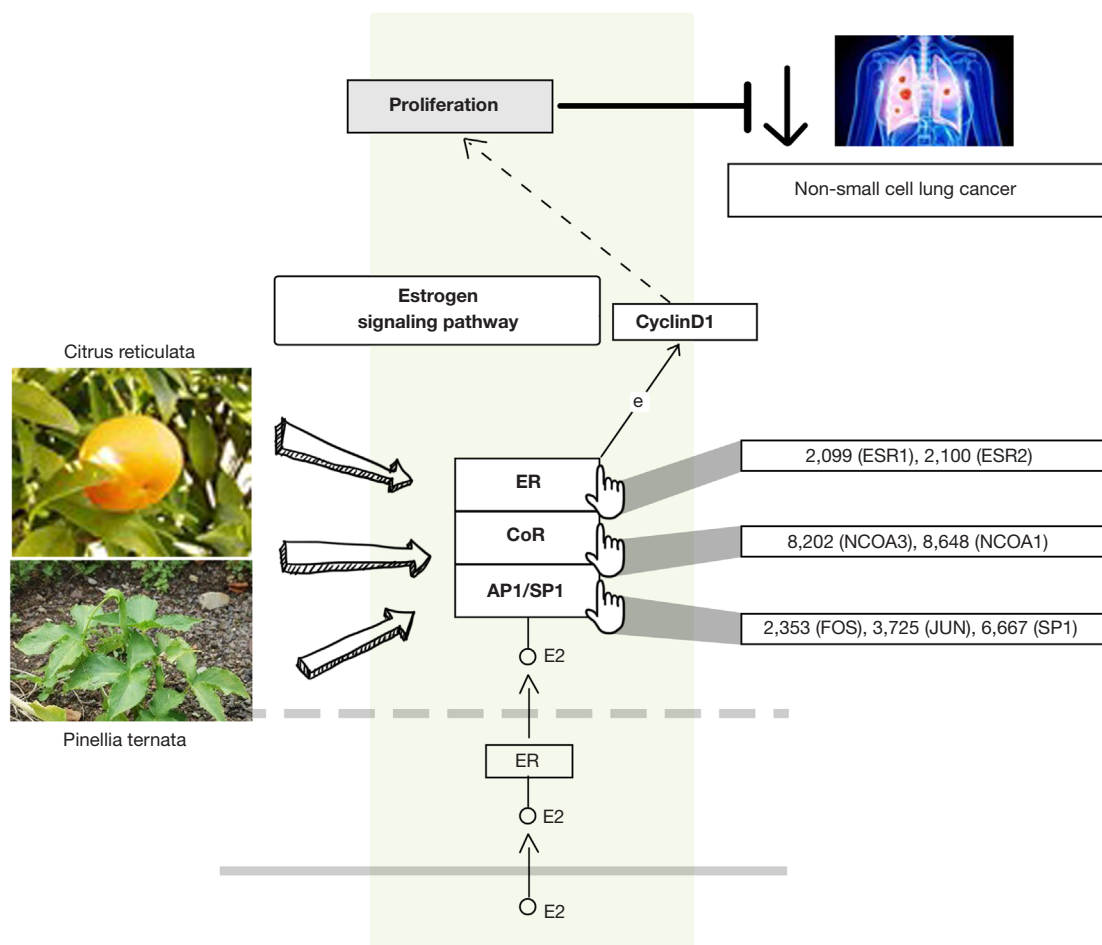 Proliferation
Non-small cell lung cancer
Estrogen
signaling pathway
CyclinD1
Citrus reticulata
e
ER
2,099 (ESR1), 2,100 (ESR2)
CoR
8,202 (NCOA3), 8,648 (NCOA1)
AP1/SP1
2,353 (FOS), 3,725 (JUN), 6,667 (SP1)
E2
Pinellia ternata
ER
E2
E2